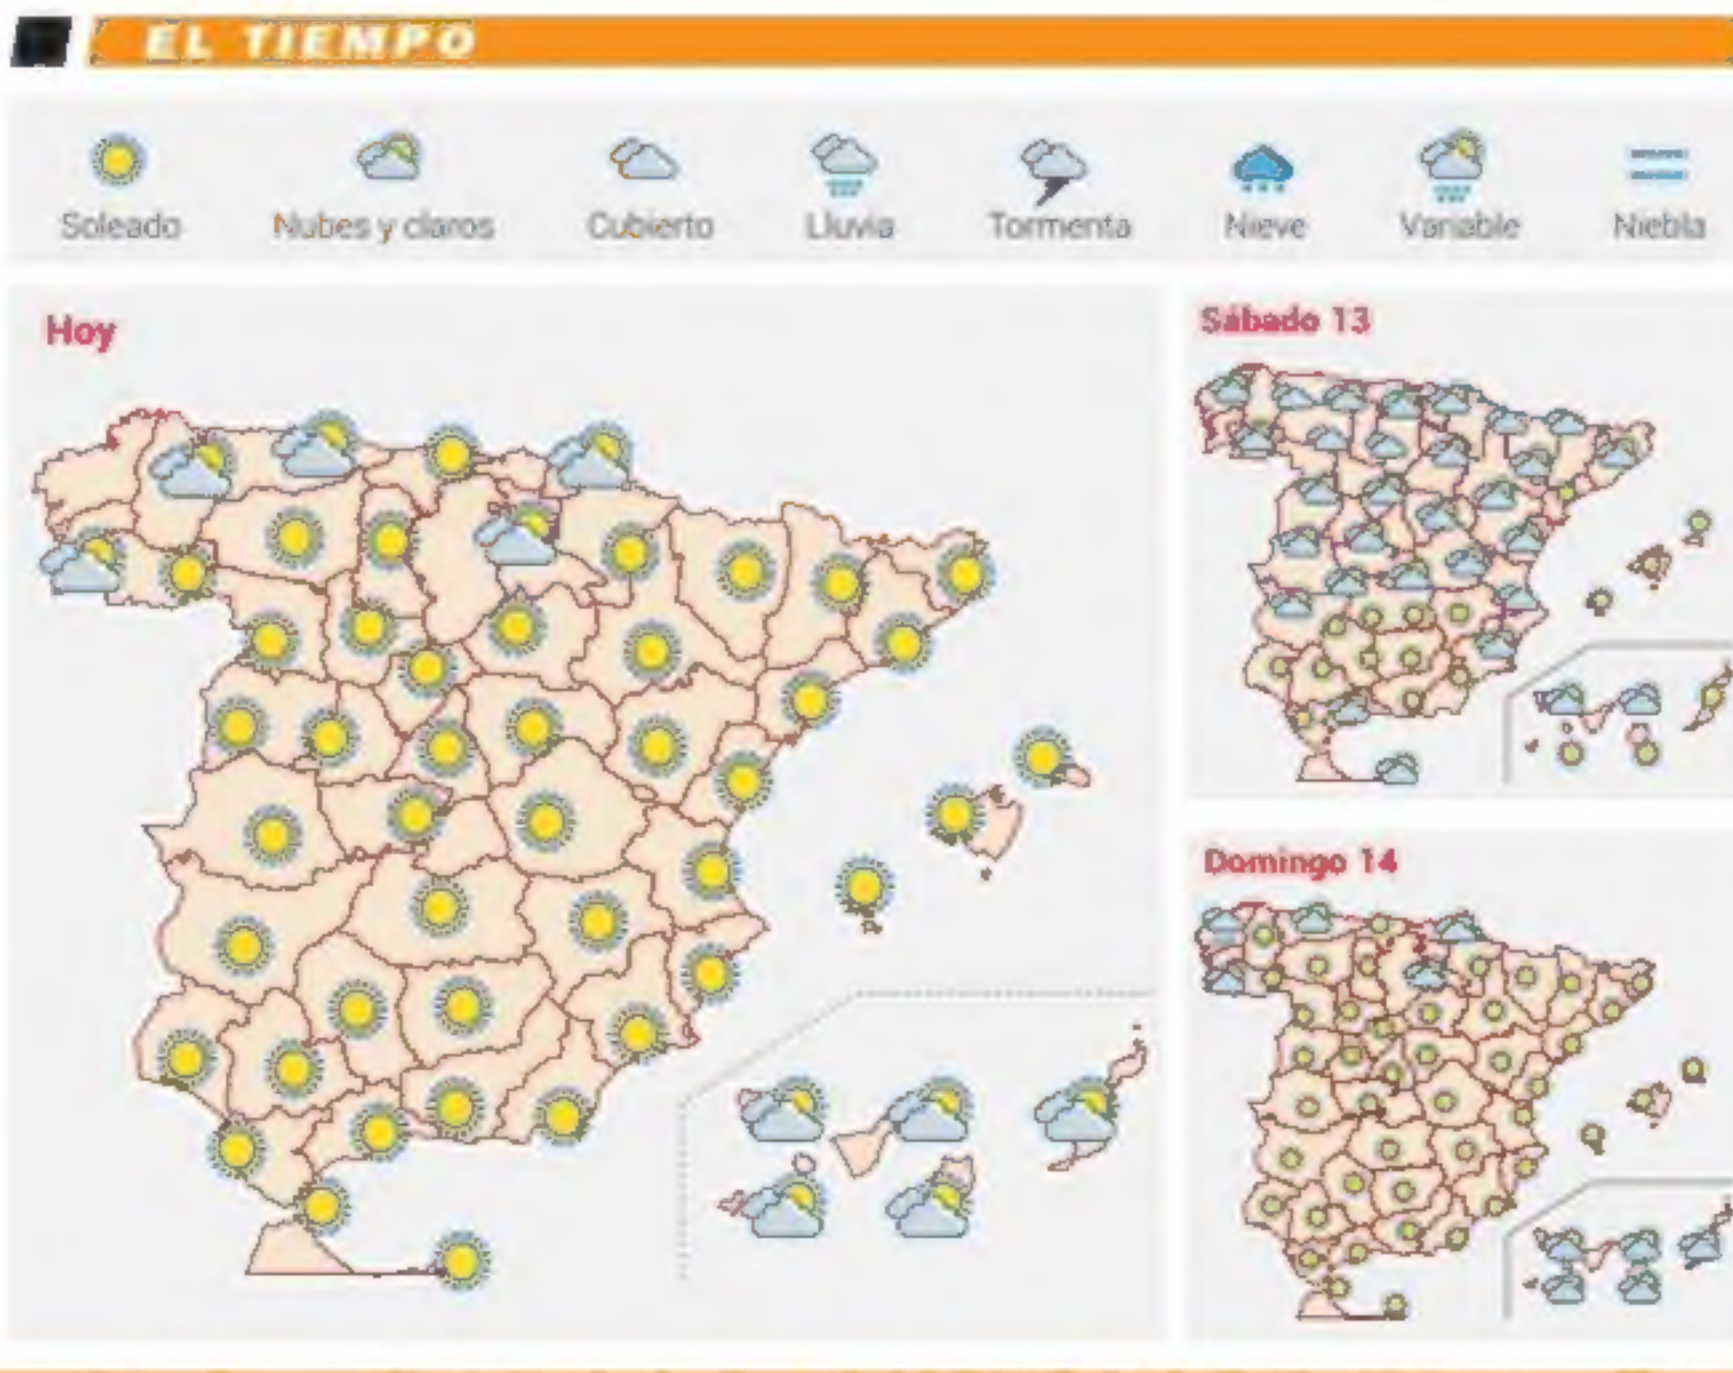 EL TIEMPO
Soleado Nubes y claros Cubierto Lluvia Tormenta Nieve Variable Niebla
Hoy
Sábado 13
Domingo 14